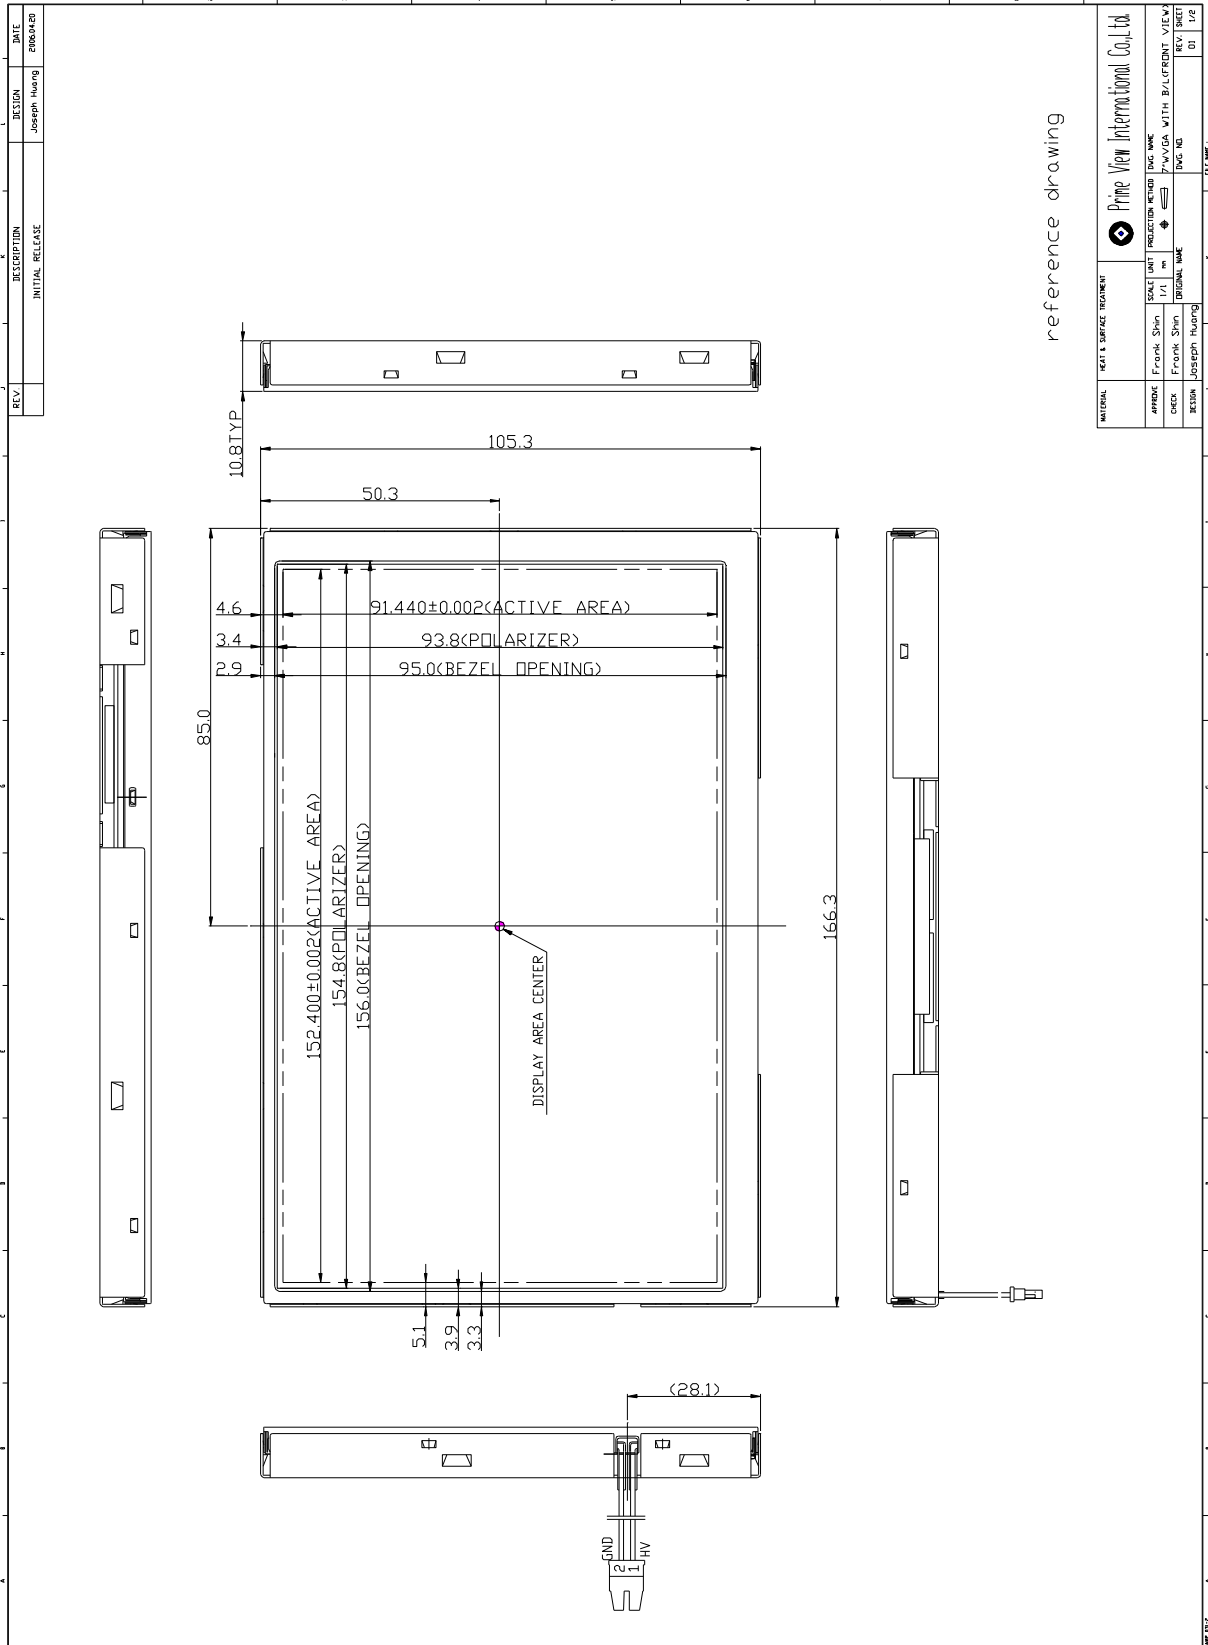 REV.
DESCRIPTION
DESIGN
DATE
INITIAL RELEASE
Joseph Huang
2006.04.20
reference drawing
10.8TYP
105.3
50.3
4.6
91.440±0.002(ACTIVE AREA)
3.4
93.8(POLARIZER)
2.9
95.0(BEZEL OPENING)
85.0
152.400±0.002(ACTIVE AREA)
154.8(POLARIZER)
156.0(BEZEL OPENING)
166.3
DISPLAY AREA CENTER
5.1
3.9
3.3
(28.1)
GND
HV
2
1
MATERIAL
HEAT & SURFACE TREATMENT
Prime View International Co.,Ltd.
APPROVE
Frank Shin
SCALE
1/1
UNIT
mm
PROJECTION METHOD
DWG. NAME
7"WVGA WITH B/L(FRONT VIEW)
CHECK
Frank Shin
ORIGINAL NAME
DWG. NO.
REV.
01
SHEET
1/2
DESIGN
Joseph Huang